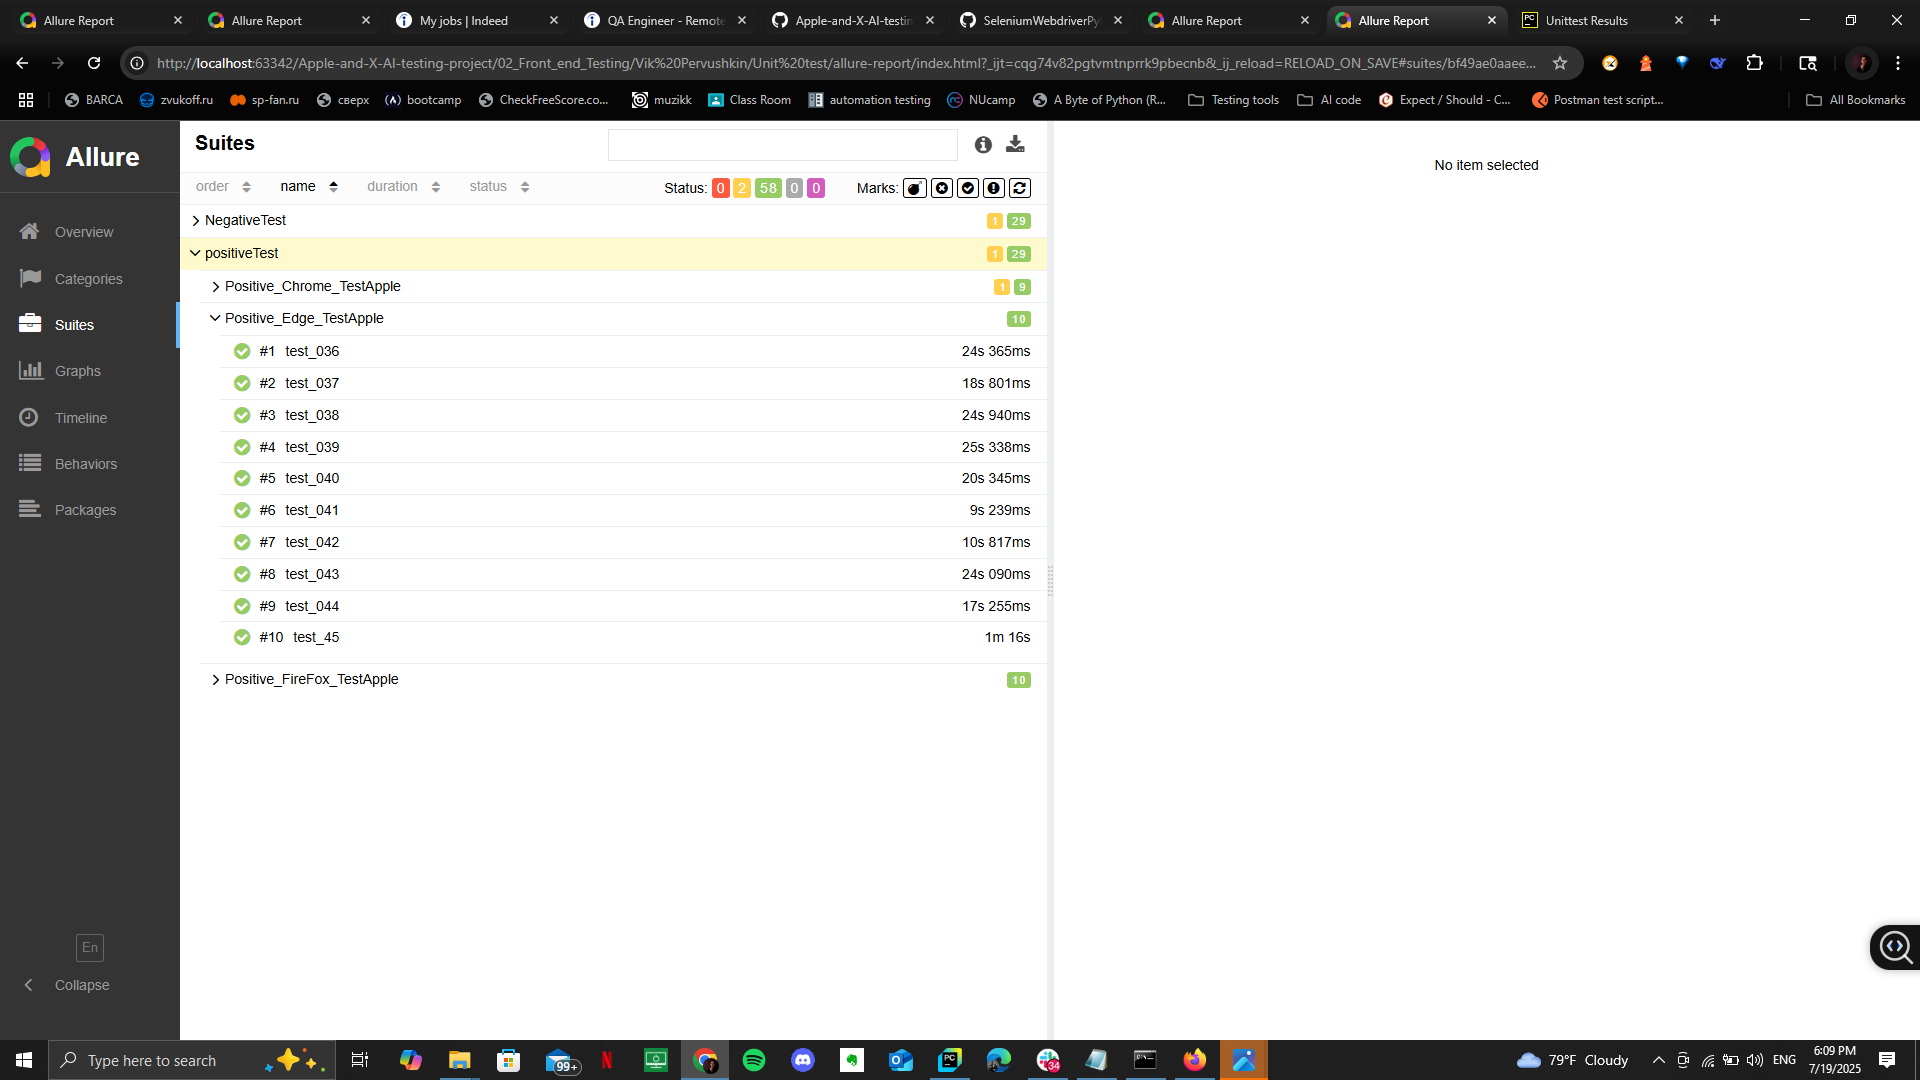 Allure Report
Allure Report
My jobs | Indeed
QA Engineer - Remote
Apple-and-X-AI-testin
SeleniumWebdriverPy
Allure Report
Allure Report
Unittest Results
http://localhost:63342/Apple-and-X-AI-testing-project/02_Front_end_Testing/Vik%20Pervushkin/Unit%20test/allure-report/index.html?_ijt=cqg74v82pgtvmtnprrk9pbecnb&_ij_reload=RELOAD_ON_SAVE#suites/bf49ae0aaee...
BARCA
zvukoff.ru
sp-fan.ru
сверх
bootcamp
CheckFreeScore.co...
muzikk
Class Room
automation testing
NUcamp
A Byte of Python (R...
Testing tools
AI code
Expect / Should - C...
Postman test script...
All Bookmarks
Allure
Overview
Categories
Suites
Graphs
Timeline
Behaviors
Packages
En
Collapse
Suites
order name duration status
Status: 0 2 58 0 0 Marks:
NegativeTest 1 29
positiveTest 1 29
Positive_Chrome_TestApple 1 9
Positive_Edge_TestApple 10
#1 test_036 24s 365ms
#2 test_037 18s 801ms
#3 test_038 24s 940ms
#4 test_039 25s 338ms
#5 test_040 20s 345ms
#6 test_041 9s 239ms
#7 test_042 10s 817ms
#8 test_043 24s 090ms
#9 test_044 17s 255ms
#10 test_45 1m 16s
Positive_FireFox_TestApple 10
No item selected
Type here to search
99+
34
79°F Cloudy
ENG
6:09 PM
7/19/2025